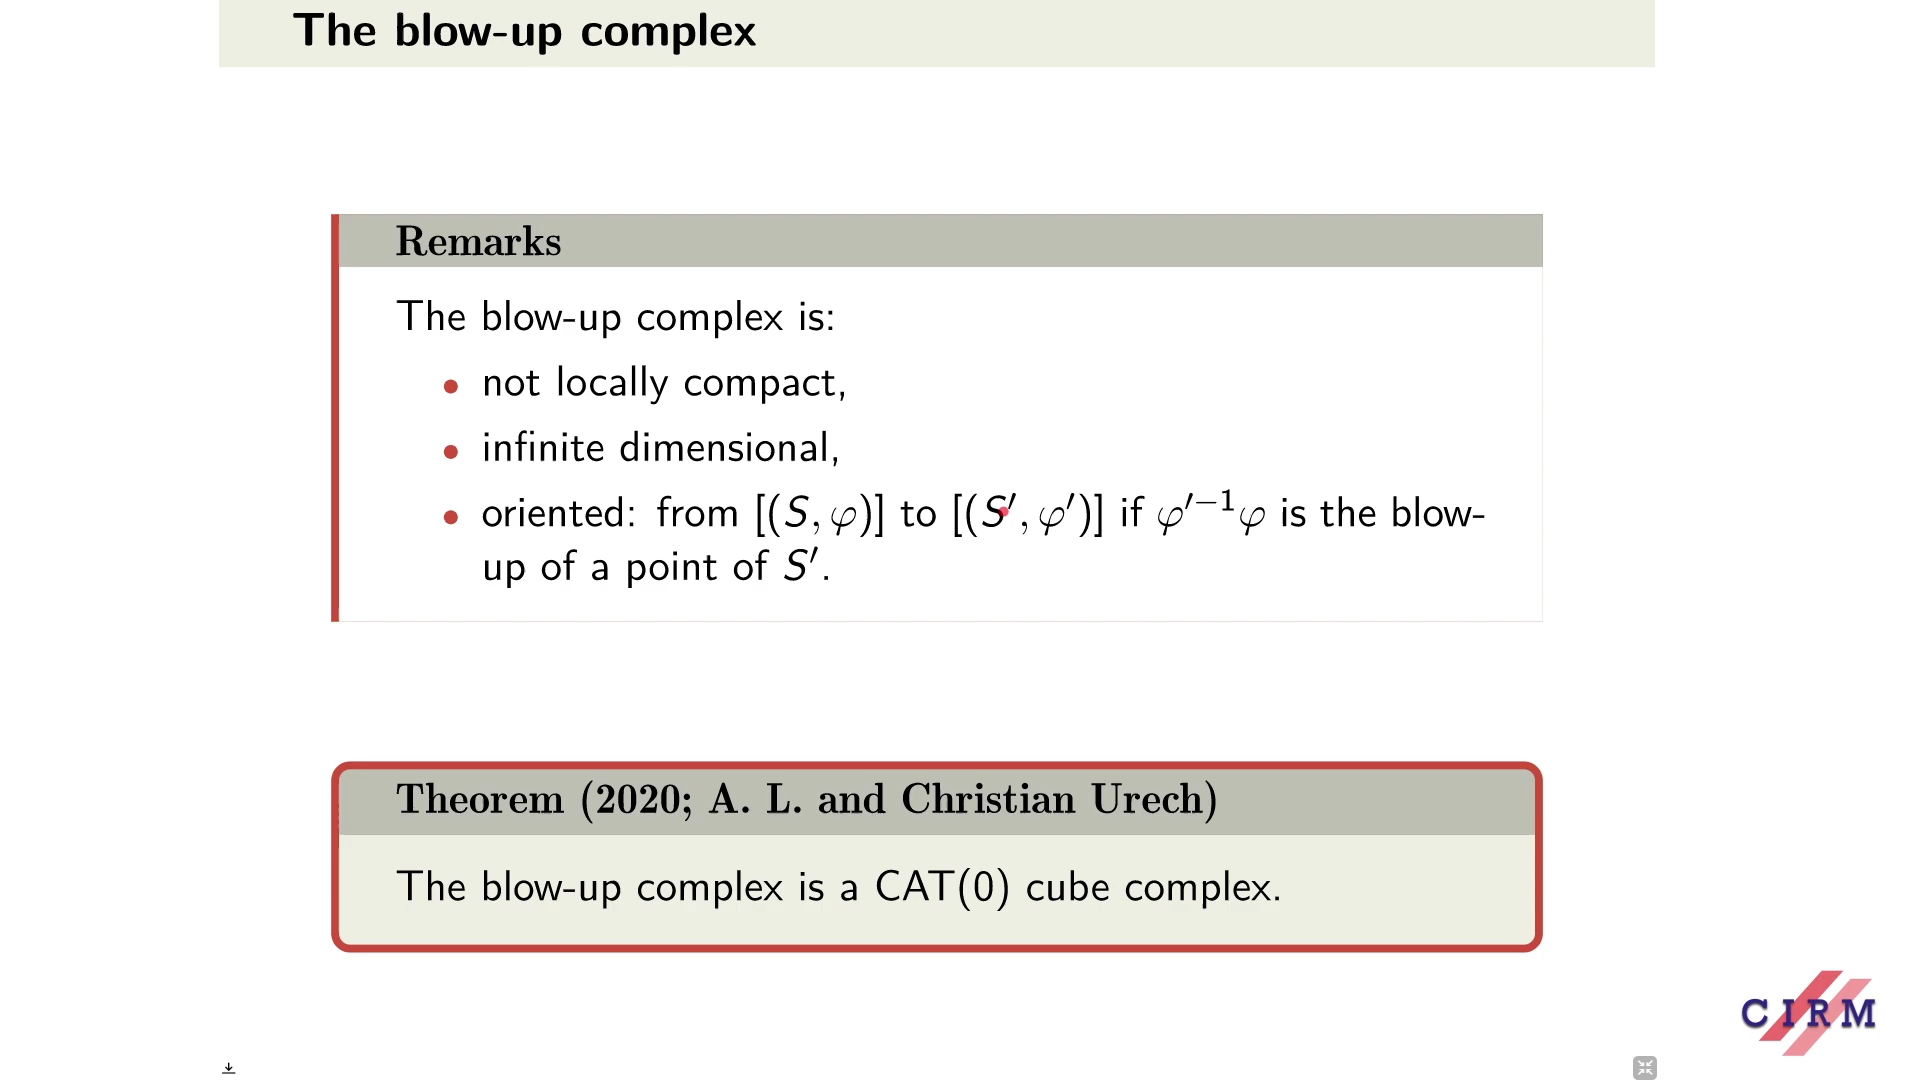 The blow-up complex
Remarks
The blow-up complex is:
• not locally compact,
• infinite dimensional,
• oriented: from [(S, φ)] to [(S′, φ′)] if φ′⁻¹φ is the blow-
up of a point of S′.
Theorem (2020; A. L. and Christian Urech)
The blow-up complex is a CAT(0) cube complex.
CIRM